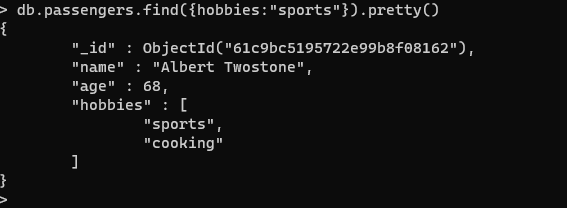 > db.passengers.find({hobbies:"sports"}).pretty()
{
        "_id" : ObjectId("61c9bc5195722e99b8f08162"),
        "name" : "Albert Twostone",
        "age" : 68,
        "hobbies" : [
                "sports",
                "cooking"
        ]
}
>